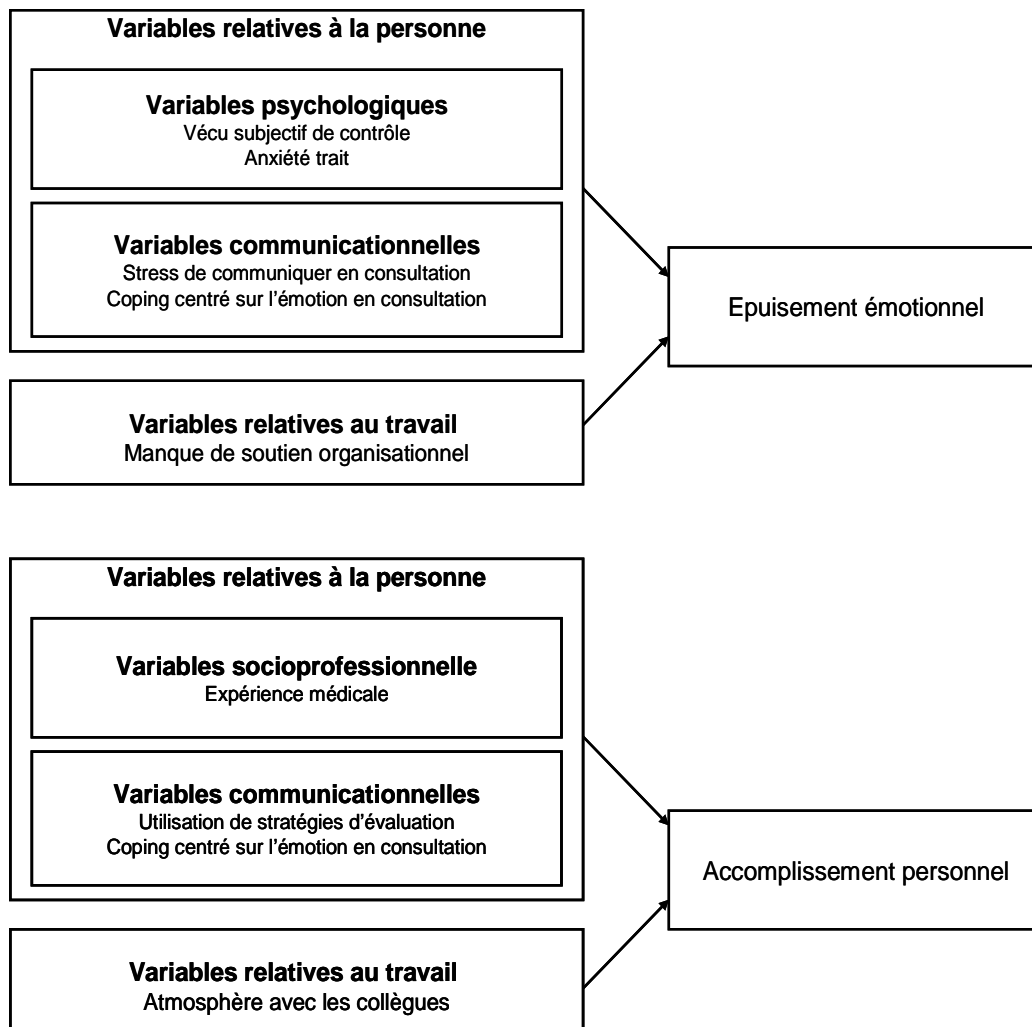 Variables relatives à la personne
Variables psychologiques
Vécu subjectif de contrôle
Anxiété trait
Variables communicationnelles
Stress de communiquer en consultation
Coping centré sur l'émotion en consultation
Epuisement émotionnel
Variables relatives au travail
Manque de soutien organisationnel
Variables relatives à la personne
Variables socioprofessionnelle
Expérience médicale
Variables communicationnelles
Utilisation de stratégies d'évaluation
Coping centré sur l'émotion en consultation
Accomplissement personnel
Variables relatives au travail
Atmosphère avec les collègues